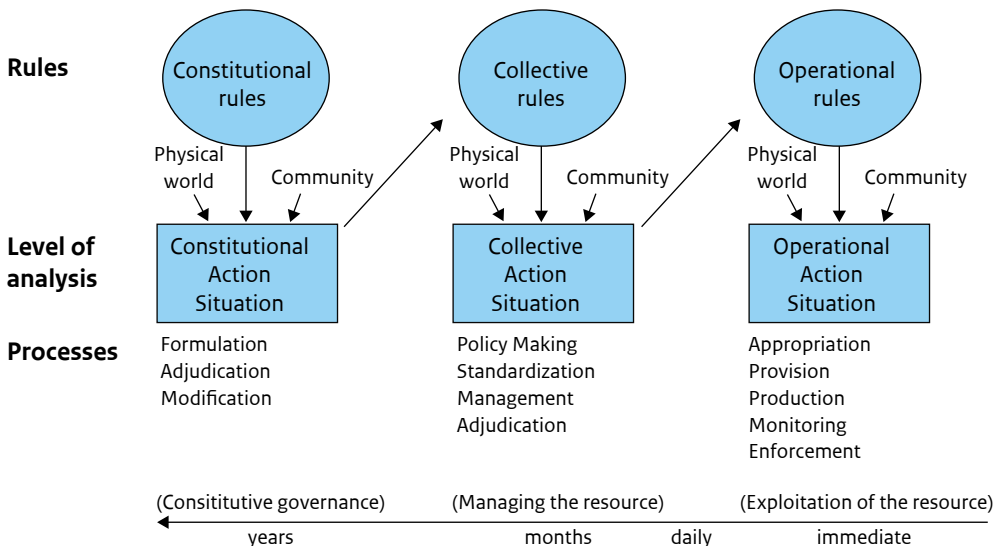 Rules
Constitutional
rules
Collective
rules
Operational
rules
Physical
world
Community
Physical
world
Community
Physical
world
Community
Level of
analysis
Constitutional
Action
Situation
Collective
Action
Situation
Operational
Action
Situation
Processes
Formulation
Adjudication
Modification
Policy Making
Standardization
Management
Adjudication
Appropriation
Provision
Production
Monitoring
Enforcement
(Consititutive governance)
(Managing the resource)
(Exploitation of the resource)
years
months
daily
immediate